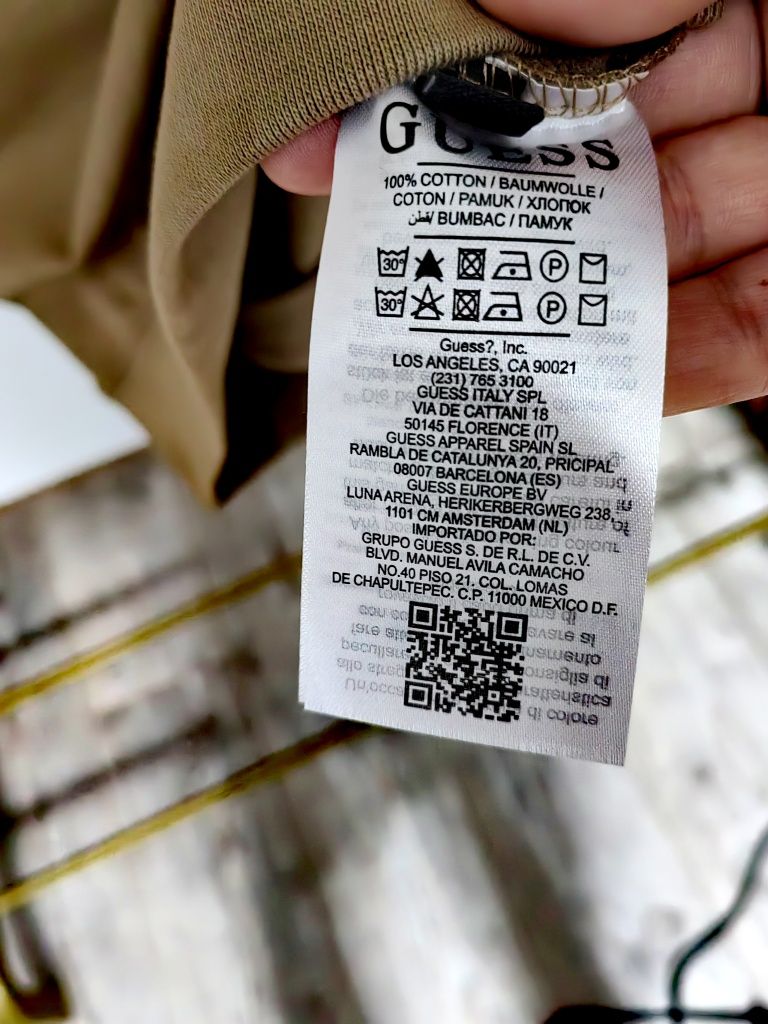 GUESS
100% COTTON / BAUMWOLLE /
COTON / PAMUK / ХЛОПОК
قطن/ BUMBAC / ПАМУК
30° P
30° P
Guess?, Inc.
LOS ANGELES, CA 90021
(231) 765 3100
GUESS ITALY SPL
VIA DE CATTANI 18
50145 FLORENCE (IT)
GUESS APPAREL SPAIN SL
RAMBLA DE CATALUNYA 20, PRICIPAL
08007 BARCELONA (ES)
GUESS EUROPE BV
LUNA ARENA, HERIKERBERGWEG 238,
1101 CM AMSTERDAM (NL)
IMPORTADO POR:
GRUPO GUESS S. DE R.L. DE C.V.
BLVD. MANUEL AVILA CAMACHO
NO.40 PISO 21. COL. LOMAS
DE CHAPULTEPEC. C.P. 11000 MEXICO D.F.